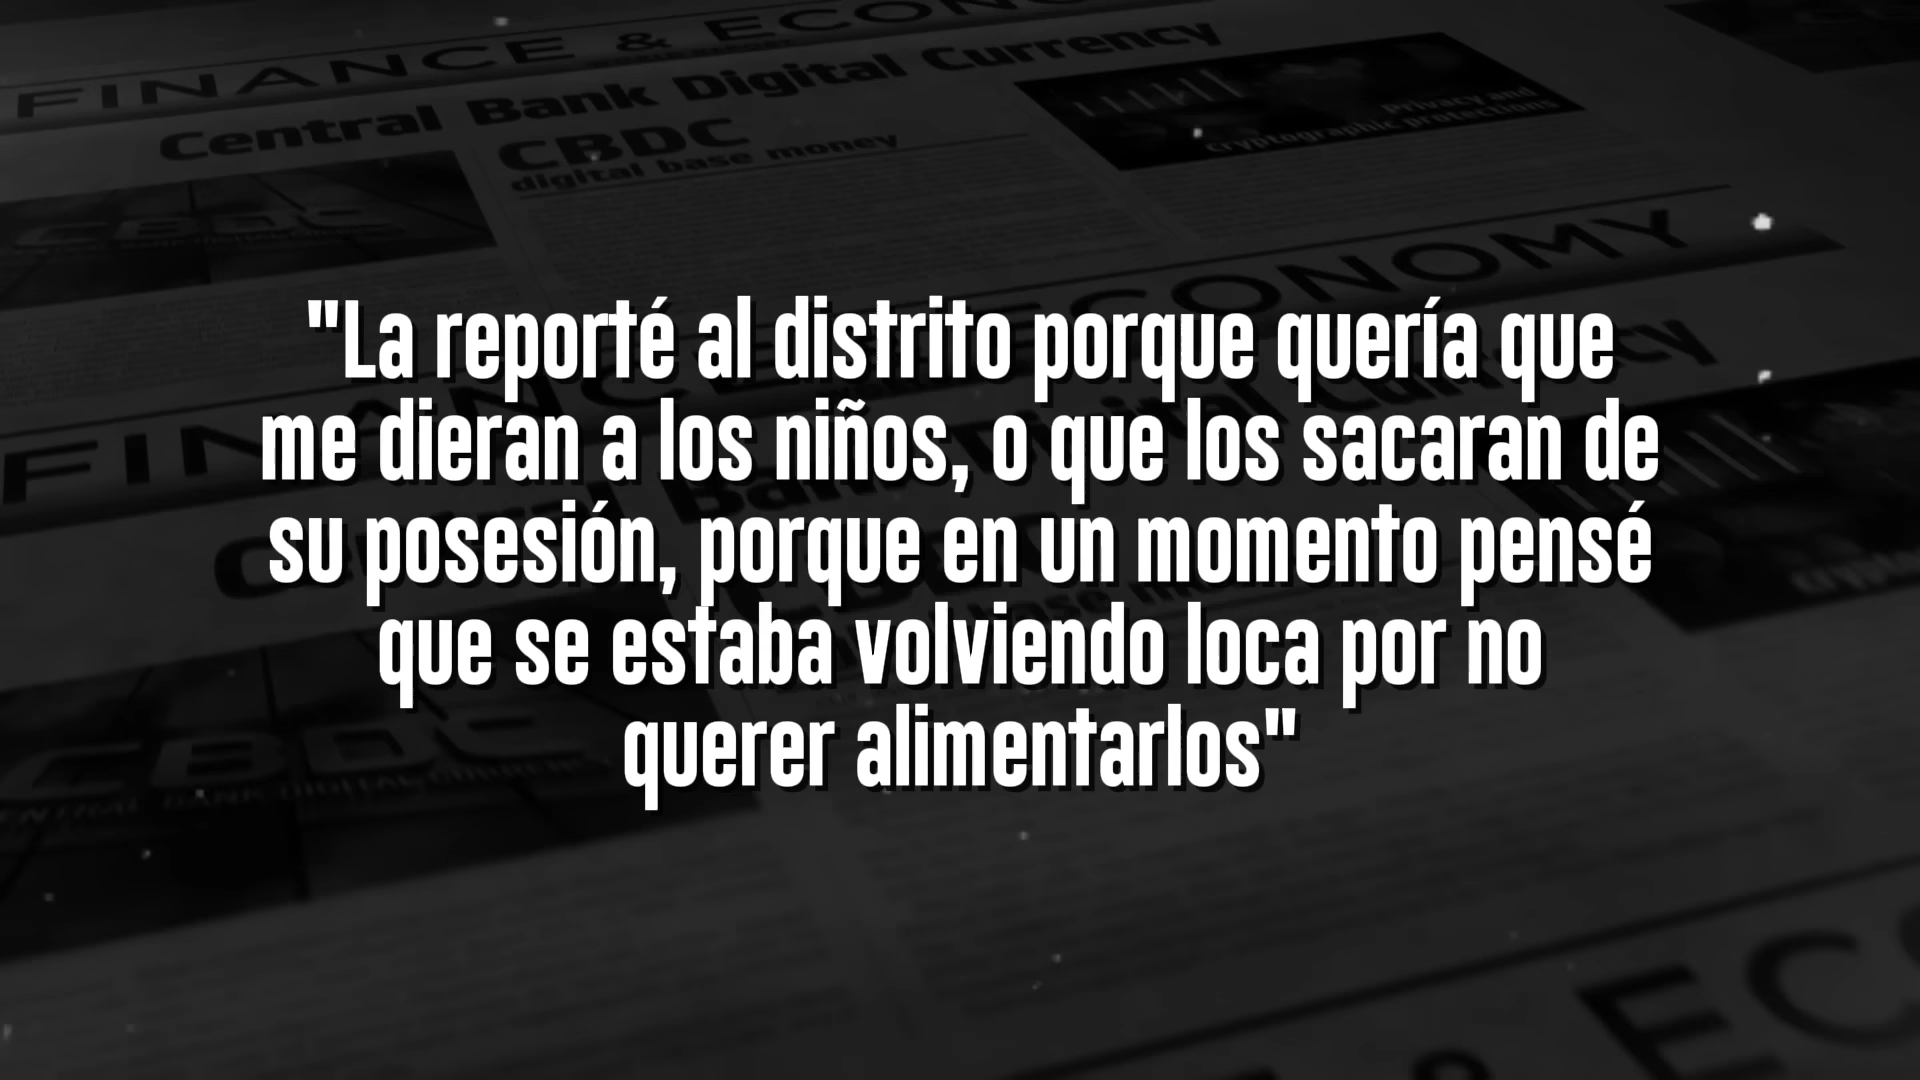 FINANCE & ECONO
Central Bank Digital Currency
CBDC
digital base money
Privacy and
Cryptographic protections
CBDC
"La reporté al distrito porque quería que
me dieran a los niños, o que los sacaran de
su posesión, porque en un momento pensé
que se estaba volviendo loca por no
querer alimentarlos"